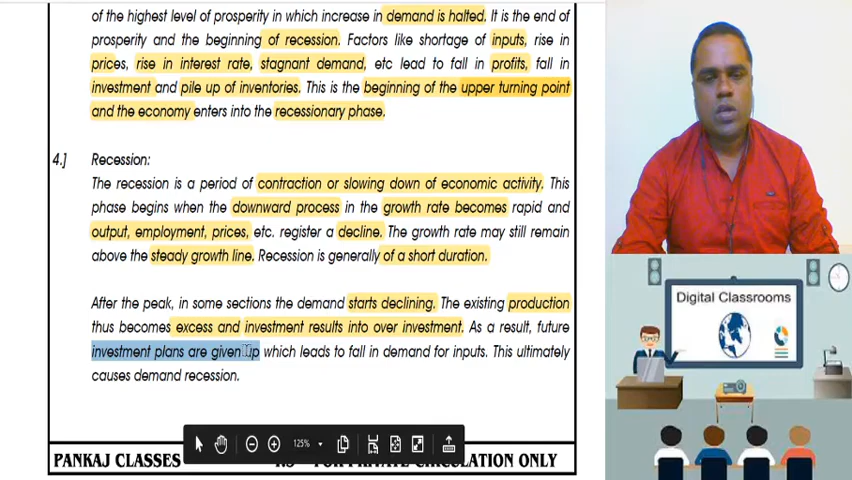 of the highest level of prosperity in which increase in demand is halted. It is the end of
prosperity and the beginning of recession. Factors like shortage of inputs, rise in
prices, rise in interest rate, stagnant demand, etc lead to fall in profits, fall in
investment and pile up of inventories. This is the beginning of the upper turning point
and the economy enters into the recessionary phase.
4.] Recession:
The recession is a period of contraction or slowing down of economic activity. This
phase begins when the downward process in the growth rate becomes rapid and
output, employment, prices, etc. register a decline. The growth rate may still remain
above the steady growth line. Recession is generally of a short duration.
After the peak, in some sections the demand starts declining. The existing production
thus becomes excess and investment results into over investment. As a result, future
investment plans are given up which leads to fall in demand for inputs. This ultimately
causes demand recession.
125%
PANKAJ CLASSES FOR PRIVATE CIRCULATION ONLY
Digital Classrooms